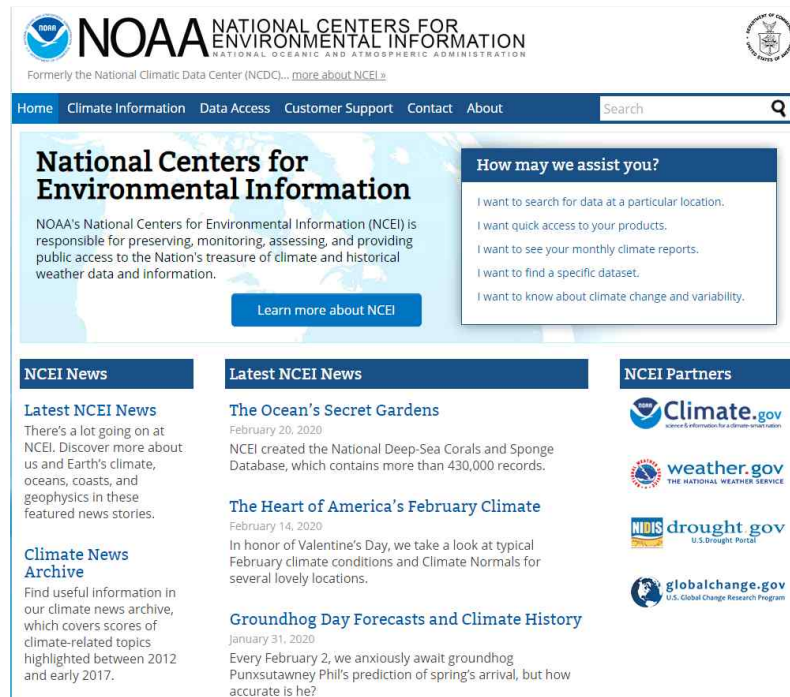 NOAA
NOAA NATIONAL CENTERS FOR
ENVIRONMENTAL INFORMATION
NATIONAL OCEANIC AND ATMOSPHERIC ADMINISTRATION
Formerly the National Climatic Data Center (NCDC)... more about NCEI »
Home Climate Information Data Access Customer Support Contact About Search
National Centers for
Environmental Information
NOAA's National Centers for Environmental Information (NCEI) is
responsible for preserving, monitoring, assessing, and providing
public access to the Nation's treasure of climate and historical
weather data and information.
Learn more about NCEI
How may we assist you?
I want to search for data at a particular location.
I want quick access to your products.
I want to see your monthly climate reports.
I want to find a specific dataset.
I want to know about climate change and variability.
NCEI News
Latest NCEI News
There's a lot going on at
NCEI. Discover more about
us and Earth's climate,
oceans, coasts, and
geophysics in these
featured news stories.
Climate News
Archive
Find useful information in
our climate news archive,
which covers scores of
climate-related topics
highlighted between 2012
and early 2017.
Latest NCEI News
The Ocean's Secret Gardens
February 20, 2020
NCEI created the National Deep-Sea Corals and Sponge
Database, which contains more than 430,000 records.
The Heart of America's February Climate
February 14, 2020
In honor of Valentine's Day, we take a look at typical
February climate conditions and Climate Normals for
several lovely locations.
Groundhog Day Forecasts and Climate History
January 31, 2020
Every February 2, we anxiously await groundhog
Punxsutawney Phil's prediction of spring's arrival, but how
accurate is he?
NCEI Partners
NOAA
Climate.gov
science & information for a climate-smart nation
weather.gov
THE NATIONAL WEATHER SERVICE
NIDIS drought.gov
U.S. Drought Portal
globalchange.gov
U.S. Global Change Research Program